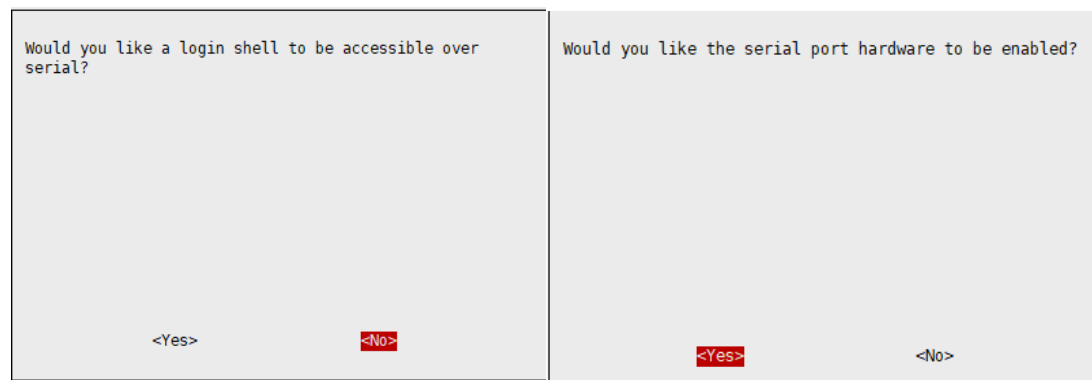 Would you like a login shell to be accessible over
serial?
<Yes>
<No>
Would you like the serial port hardware to be enabled?
<Yes>
<No>